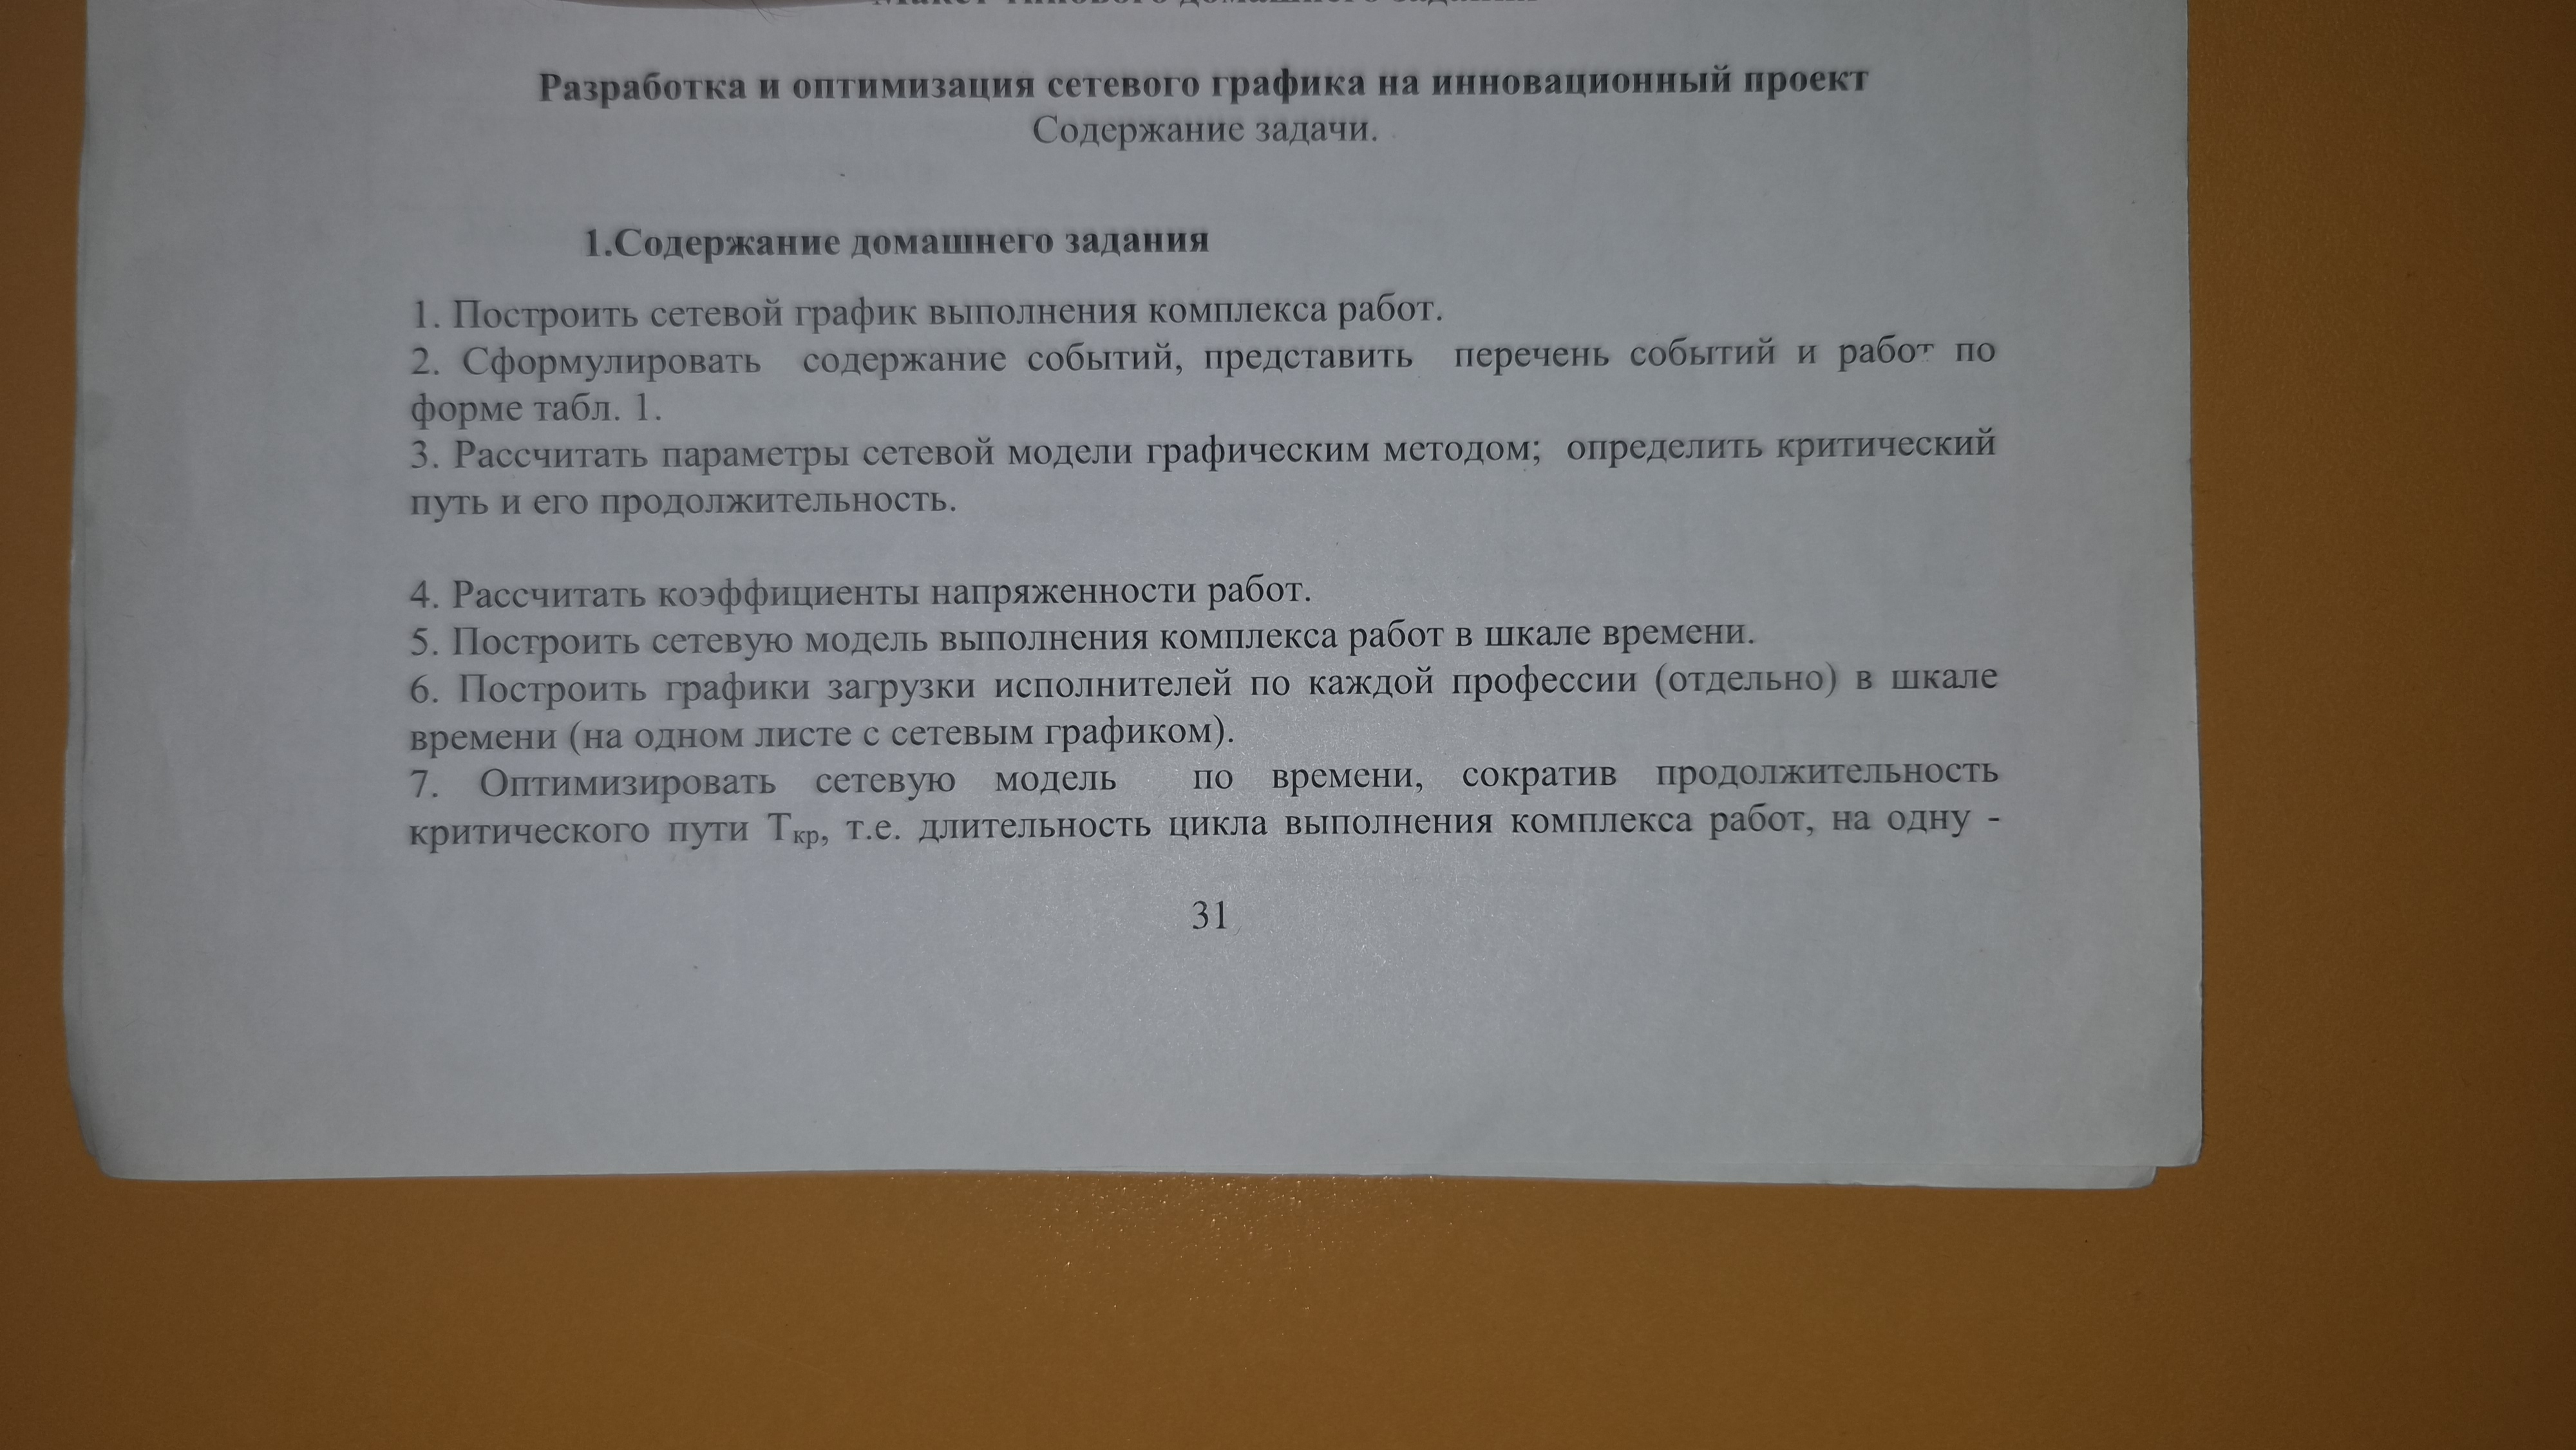 Разработка и оптимизация сетевого графика на инновационный проект
Содержание задачи.
1.Содержание домашнего задания
1. Построить сетевой график выполнения комплекса работ.
2. Сформулировать содержание событий, представить перечень событий и работ по
форме табл. 1.
3. Рассчитать параметры сетевой модели графическим методом; определить критический
путь и его продолжительность.
4. Рассчитать коэффициенты напряженности работ.
5. Построить сетевую модель выполнения комплекса работ в шкале времени.
6. Построить графики загрузки исполнителей по каждой профессии (отдельно) в шкале
времени (на одном листе с сетевым графиком).
7. Оптимизировать сетевую модель по времени, сократив продолжительность
критического пути Ткр, т.е. длительность цикла выполнения комплекса работ, на одну -
31